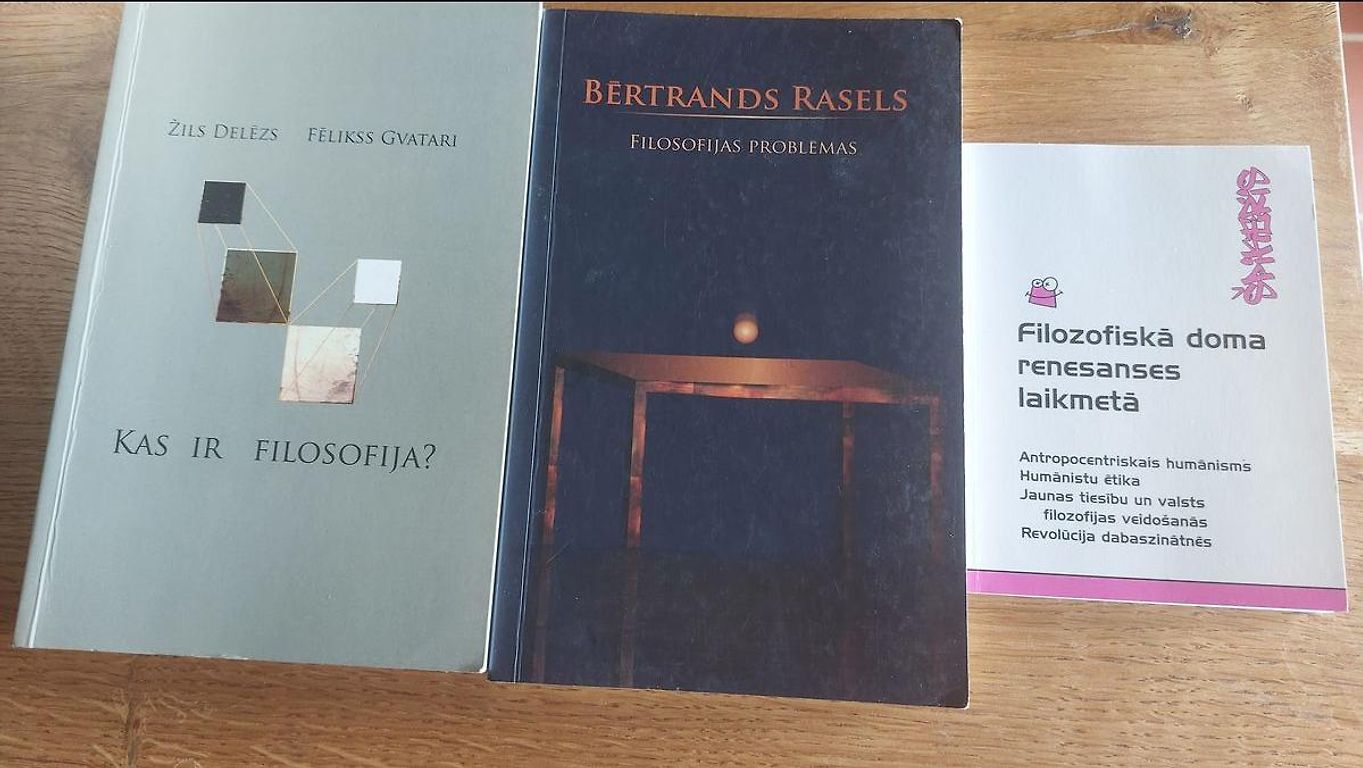 ŽILS DELĒZS FĒLIKSS GVATARI
KAS IR FILOSOFIJA?
BĒRTRANDS RASELS
FILOSOFIJAS PROBLEMAS
ŠPIKERIS
Filozofiskā doma
renesanses
laikmetā
Antropocentriskais humānisms
Humānistu ētika
Jaunas tiesību un valsts
filozofijas veidošanās
Revolūcija dabaszinātnēs